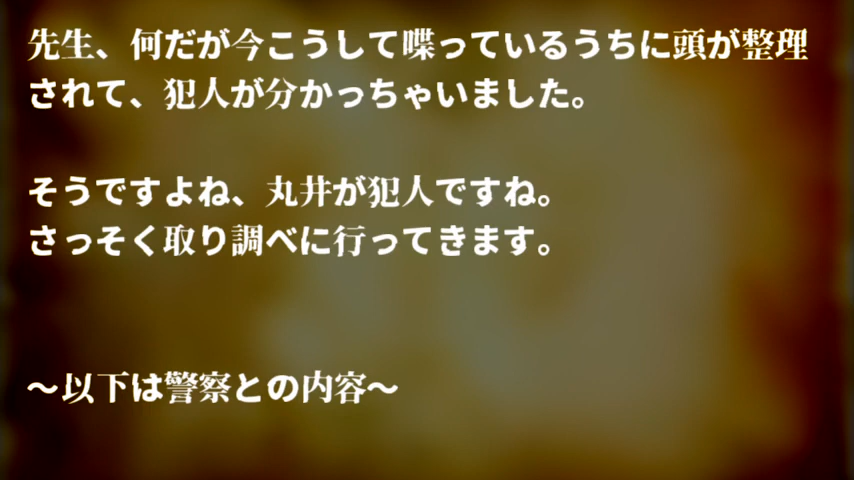 先生、何だが今こうして喋っているうちに頭が整理
されて、犯人が分かっちゃいました。
そうですよね、丸井が犯人ですね。
さっそく取り調べに行ってきます。
～以下は警察との内容～